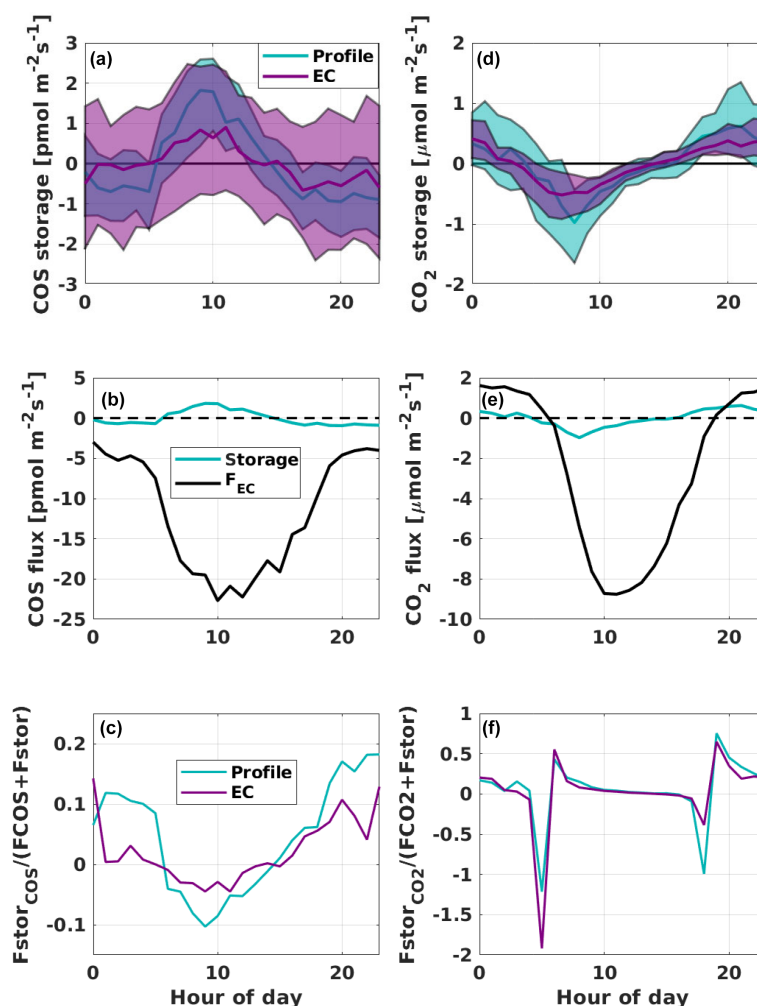 (a)
Profile
EC
COS storage [pmol m⁻²s⁻¹]
3
2
1
0
-1
-2
-3
0
10
20
(d)
CO₂ storage [μmol m⁻²s⁻¹]
2
1
0
-1
-2
0
10
20
(b)
Storage
F_EC
COS flux [pmol m⁻²s⁻¹]
5
0
-5
-10
-15
-20
-25
0
10
20
(e)
CO₂ flux [μmol m⁻²s⁻¹]
2
0
-2
-4
-6
-8
-10
0
10
20
(c)
Profile
EC
Fstor_COS/(FCOS+Fstor)
0.2
0.1
0
-0.1
0
10
20
Hour of day
(f)
Fstor_CO2/(FCO2+Fstor)
1
0.5
0
-0.5
-1
-1.5
-2
0
10
20
Hour of day